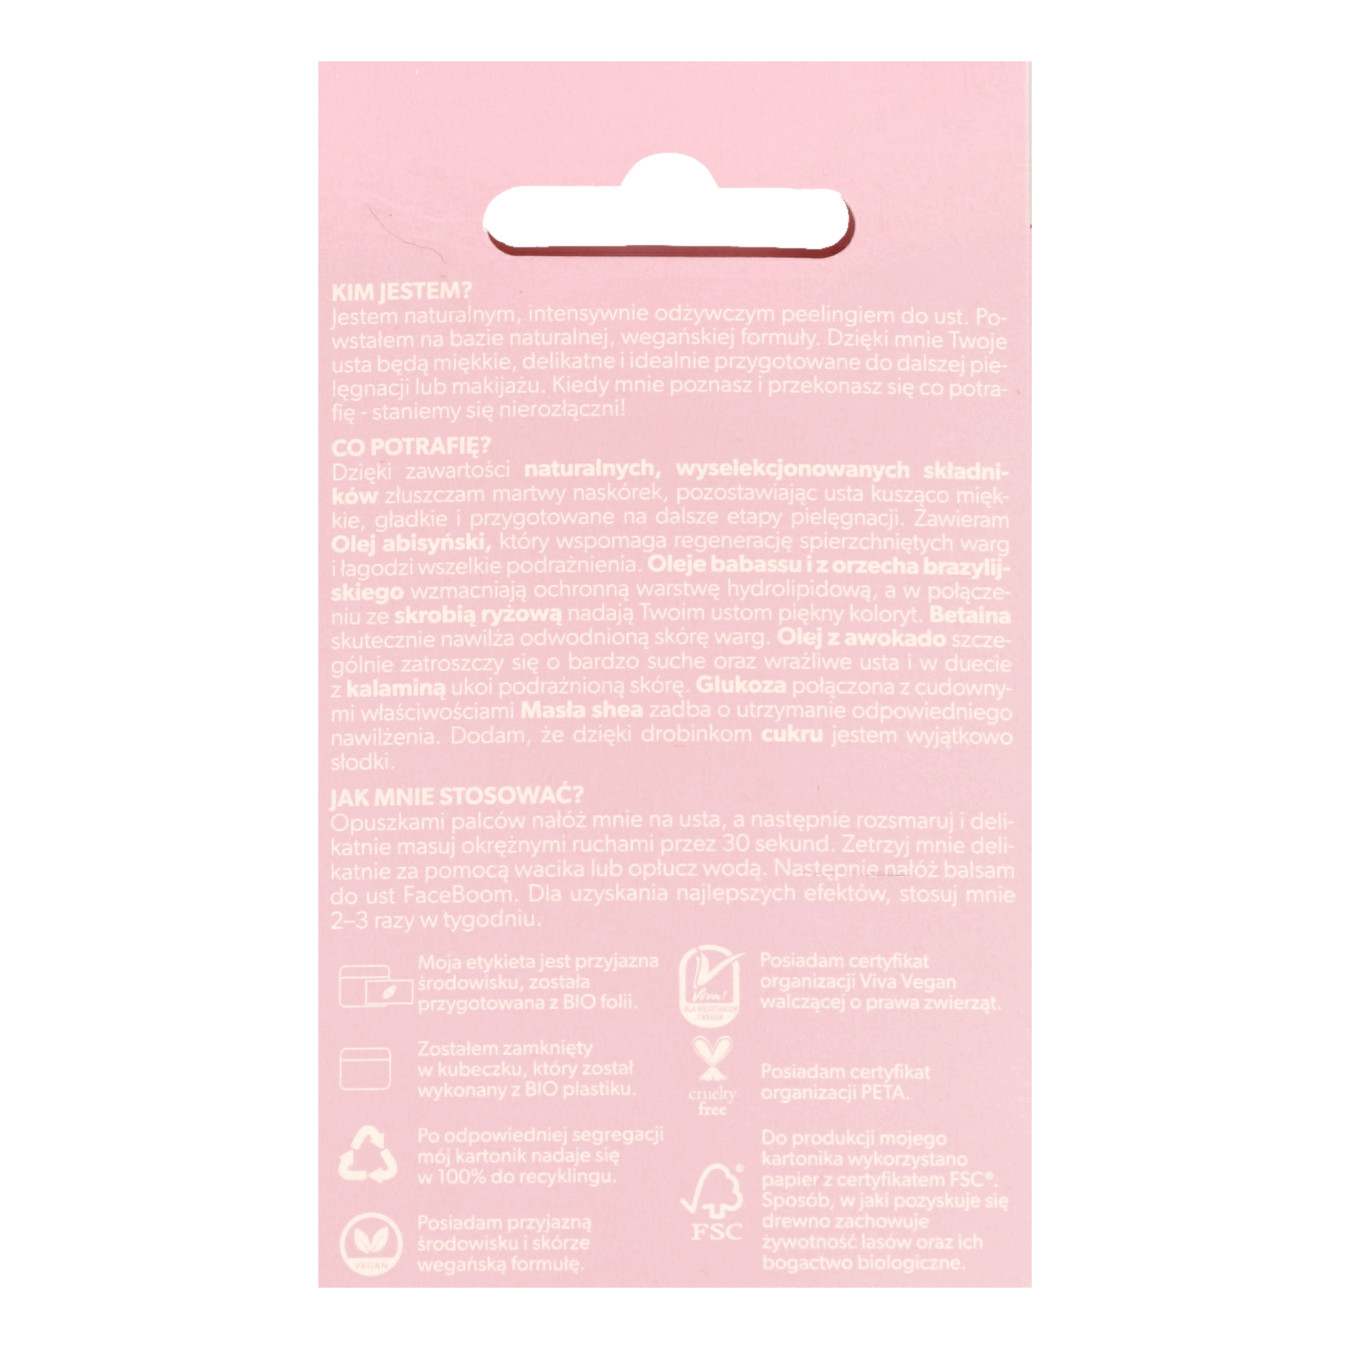 KIM JESTEM?
Jestem naturalnym, intensywnie odżywczym peelingiem do ust. Po-
wstałem na bazie naturalnej, wegańskiej formuły. Dzięki mnie Twoje
usta będą miękkie, delikatne i idealnie przygotowane do dalszej pie-
lęgnacji lub makijażu. Kiedy mnie poznasz i przekonasz się co potra-
fię - staniemy się nierozłączni!
CO POTRAFIĘ?
Dzięki zawartości naturalnych, wyselekcjonowanych składni-
ków złuszczam martwy naskórek, pozostawiając usta kusząco mięk-
kie, gładkie i przygotowane na dalsze etapy pielęgnacji. Zawieram
Olej abisyński, który wspomaga regenerację spierzchniętych warg
i łagodzi wszelkie podrażnienia. Oleje babassu i z orzecha brazylij-
skiego wzmacniają ochronną warstwę hydrolipidową, a w połącze-
niu ze skrobią ryżową nadają Twoim ustom piękny koloryt. Betaina
skutecznie nawilża odwodnioną skórę warg. Olej z awokado szcze-
gólnie zatroszczy się o bardzo suche oraz wrażliwe usta i w duecie
z kalaminą ukoi podrażnioną skórę. Glukoza połączona z cudowny-
mi właściwościami Masła shea zadba o utrzymanie odpowiedniego
nawilżenia. Dodam, że dzięki drobinkom cukru jestem wyjątkowo
słodki.
JAK MNIE STOSOWAĆ?
Opuszkami palców nałóż mnie na usta, a następnie rozsmaruj i deli-
katnie masuj okrężnymi ruchami przez 30 sekund. Zetrzyj mnie deli-
katnie za pomocą wacika lub opłucz wodą. Następnie nałóż balsam
do ust FaceBoom. Dla uzyskania najlepszych efektów, stosuj mnie
2–3 razy w tygodniu.
Moja etykieta jest przyjazna
środowisku, została
przygotowana z BIO folii.
Zostałem zamknięty
w kubeczku, który został
wykonany z BIO plastiku.
Po odpowiedniej segregacji
mój kartonik nadaje się
w 100% do recyklingu.
VEGAN
Posiadam przyjazną
środowisku i skórze
wegańską formułę.
Viva!
Posiadam certyfikat
organizacji Viva Vegan
walczącej o prawa zwierząt.
cruelty
free
Posiadam certyfikat
organizacji PETA.
FSC®
Do produkcji mojego
kartonika wykorzystano
papier z certyfikatem FSC®.
Sposób, w jaki pozyskuje się
drewno zachowuje
żywotność lasów oraz ich
bogactwo biologiczne.